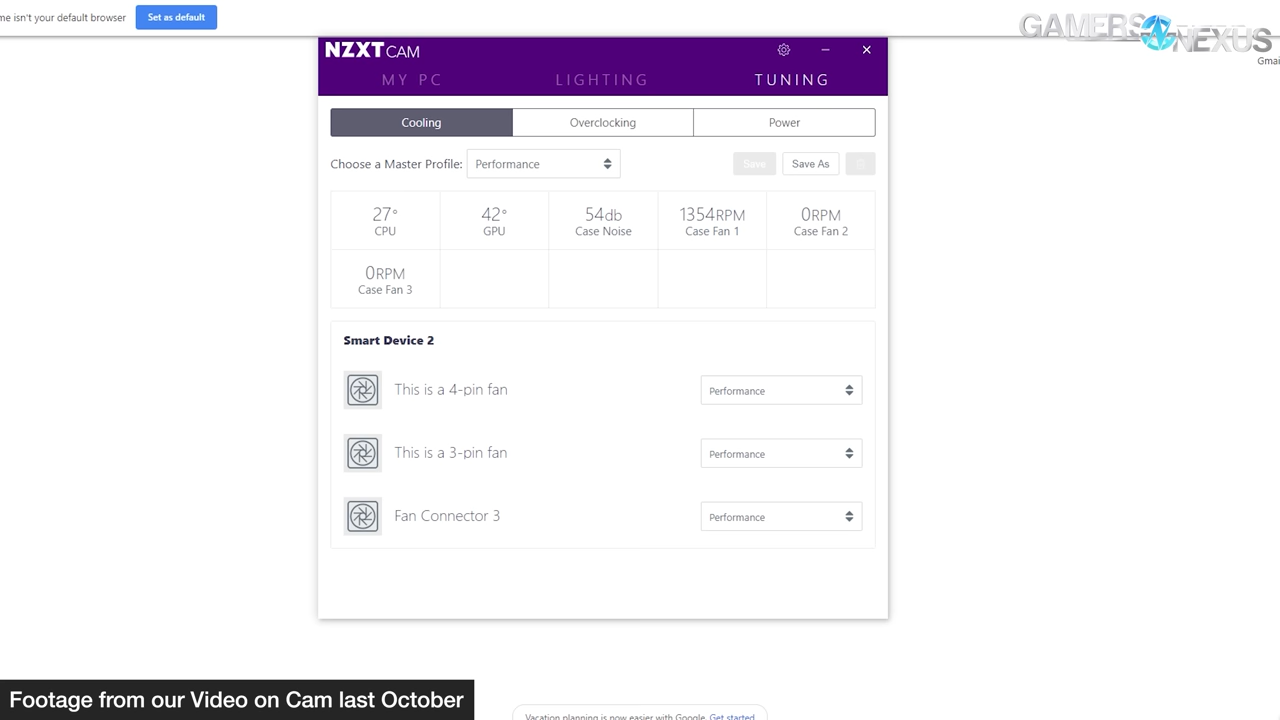 me isn't your default browser
Set as default
GAMERS NEXUS
Gmai
NZXT CAM
MY PC
LIGHTING
TUNING
Cooling
Overclocking
Power
Choose a Master Profile:
Performance
Save
Save As
27°
CPU
42°
GPU
54db
Case Noise
1354RPM
Case Fan 1
0RPM
Case Fan 2
0RPM
Case Fan 3
Smart Device 2
This is a 4-pin fan
Performance
This is a 3-pin fan
Performance
Fan Connector 3
Performance
Footage from our Video on Cam last October
Vacation planning is now easier with Google. Get started